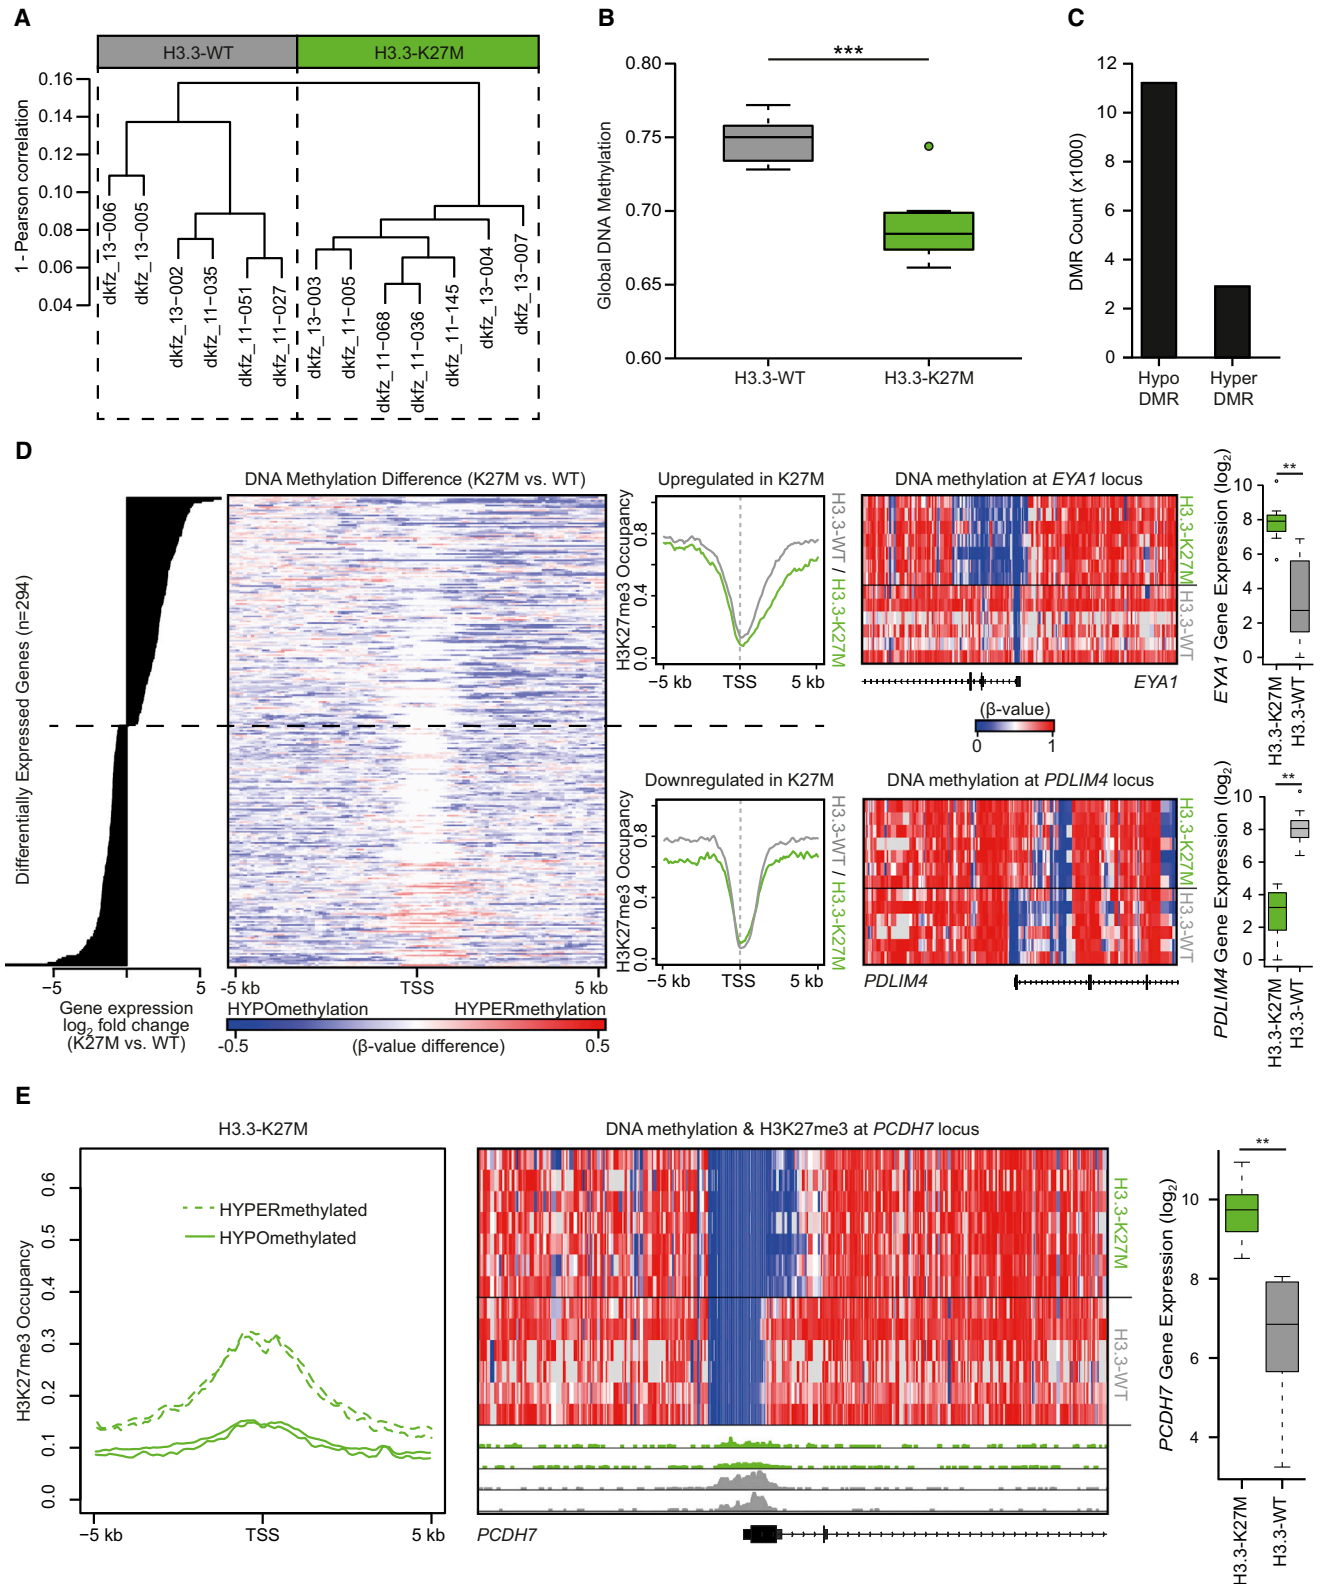 A
H3.3-WT
H3.3-K27M
1 - Pearson correlation
0.16
0.14
0.12
0.10
0.08
0.06
0.04
dkfz_13−006
dkfz_13−005
dkfz_13−002
dkfz_11−035
dkfz_11−051
dkfz_11−027
dkfz_13−003
dkfz_11−005
dkfz_11−068
dkfz_11−036
dkfz_11−145
dkfz_13−004
dkfz_13−007
B
***
Global DNA Methylation
0.80
0.75
0.70
0.65
0.60
H3.3-WT
H3.3-K27M
C
DMR Count (x1000)
12
10
8
6
4
2
0
Hypo
DMR
Hyper
DMR
D
Differentially Expressed Genes (n=294)
−5
0
5
Gene expression
log2 fold change
(K27M vs. WT)
DNA Methylation Difference (K27M vs. WT)
-5 kb
TSS
5 kb
HYPOmethylation
HYPERmethylation
-0.5
(β-value difference)
0.5
Upregulated in K27M
H3K27me3 Occupancy
0.8
0.4
0.0
−5 kb
TSS
5 kb
H3.3-WT / H3.3-K27M
DNA methylation at EYA1 locus
H3.3-K27M
H3.3-WT
EYA1
(β-value)
0
1
**
EYA1 Gene Expression (log2)
10
8
6
4
2
0
H3.3-K27M
H3.3-WT
Downregulated in K27M
H3K27me3 Occupancy
0.8
0.4
0.0
−5 kb
TSS
5 kb
H3.3-WT / H3.3-K27M
DNA methylation at PDLIM4 locus
H3.3-K27M
H3.3-WT
PDLIM4
**
PDLIM4 Gene Expression (log2)
10
8
6
4
2
0
H3.3-K27M
H3.3-WT
E
H3.3-K27M
HYPERmethylated
HYPOmethylated
H3K27me3 Occupancy
0.6
0.5
0.4
0.3
0.2
0.1
0.0
−5 kb
TSS
5 kb
DNA methylation & H3K27me3 at PCDH7 locus
H3.3-K27M
H3.3-WT
PCDH7
**
PCDH7 Gene Expression (log2)
10
8
6
4
H3.3-K27M
H3.3-WT